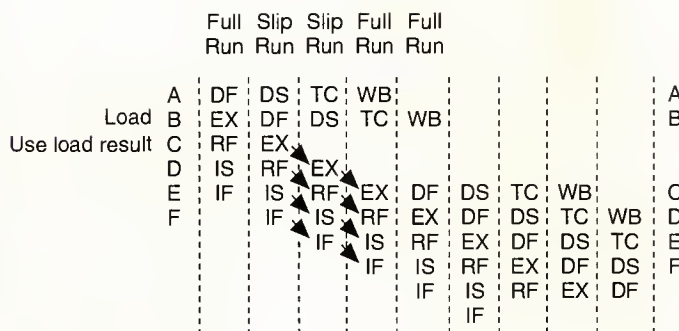 Full Slip Slip Full Full
Run Run Run Run Run
A DF DS TC WB A
Load B EX DF DS TC WB B
Use load result C RF EX
D IS RF EX
E IF IS RF EX DF DS TC WB C
F IF IS RF EX DF DS TC WB D
IF IS RF EX DF DS TC E
IF IS RF EX DF DS F
IF IS RF EX DF
IF